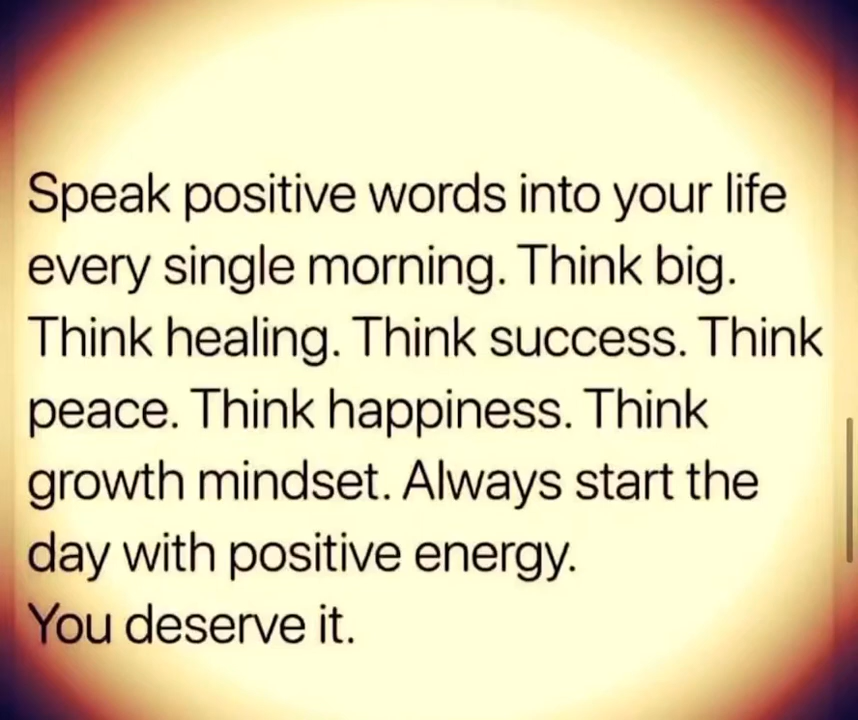 Speak positive words into your life
every single morning. Think big.
Think healing. Think success. Think
peace. Think happiness. Think
growth mindset. Always start the
day with positive energy.
You deserve it.